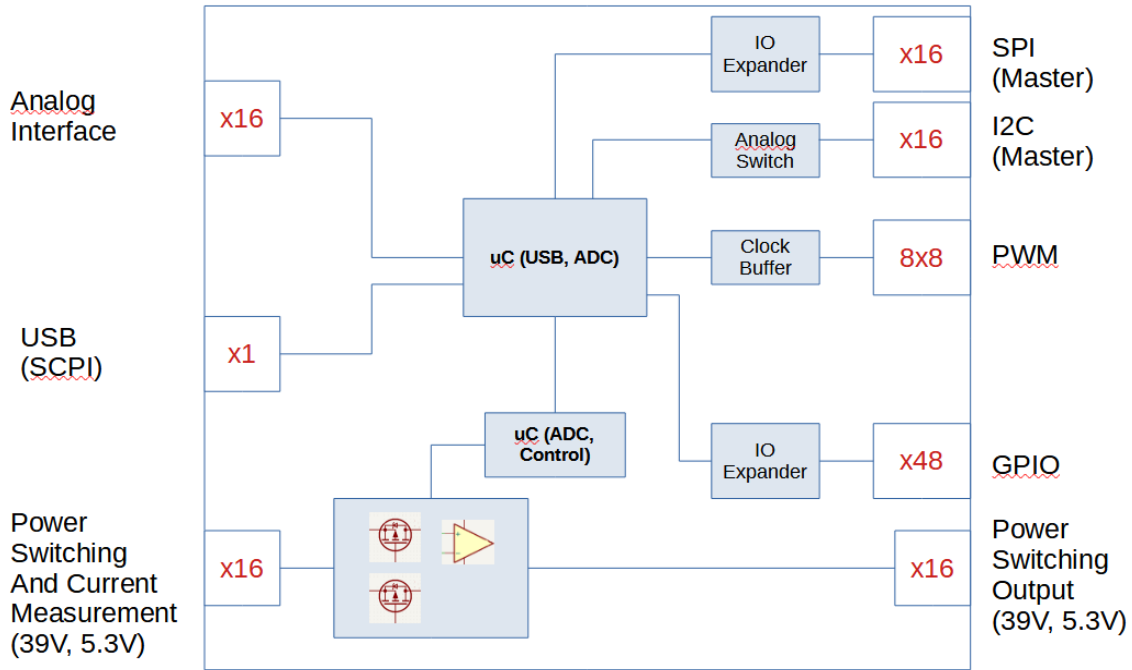 Analog
Interface
x16
USB
(SCPI)
x1
Power
Switching
And Current
Measurement
(39V, 5.3V)
x16
uC (USB, ADC)
uC (ADC,
Control)
IO
Expander
x16
SPI
(Master)
Analog
Switch
x16
I2C
(Master)
Clock
Buffer
8x8
PWM
IO
Expander
x48
GPIO
x16
Power
Switching
Output
(39V, 5.3V)
+
-